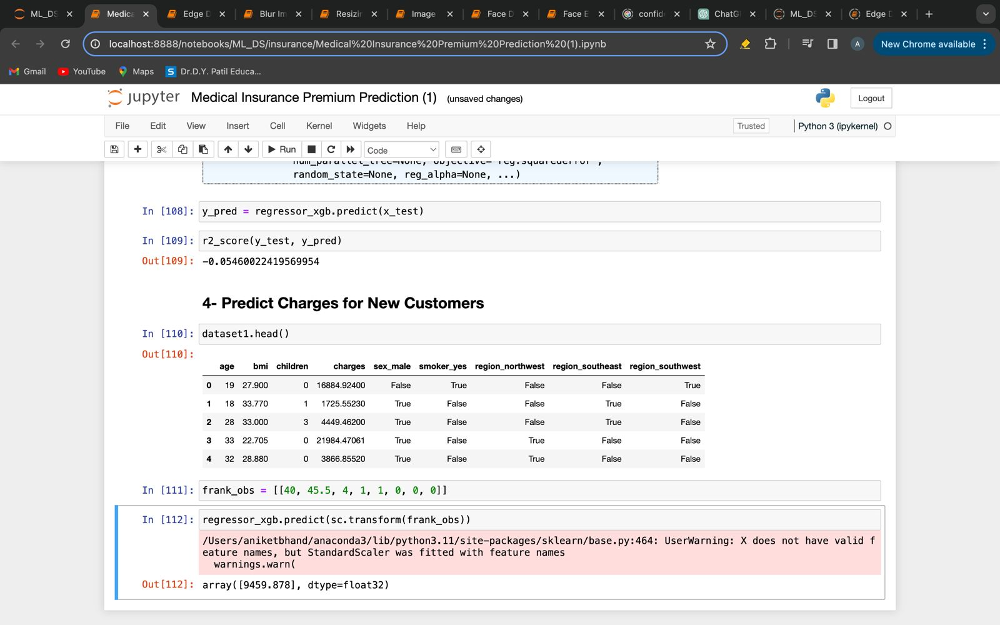 ML_DS
Medica
Edge D
Blur Im
Resizin
Image
Face D
Face E
confid
ChatG
ML_DS
Edge D
localhost:8888/notebooks/ML_DS/insurance/Medical%20Insurance%20Premium%20Prediction%20(1).ipynb
A
New Chrome available
Gmail
YouTube
Maps
S
Dr.D.Y. Patil Educa...
jupyter
Medical Insurance Premium Prediction (1) (unsaved changes)
Logout
File Edit View Insert Cell Kernel Widgets Help
Trusted
Python 3 (ipykernel)
Run
Code
num_parallel_tree=None, objective='reg:squarederror',
random_state=None, reg_alpha=None, ...)
In [108]: y_pred = regressor_xgb.predict(x_test)
In [109]: r2_score(y_test, y_pred)
Out[109]: -0.05460022419569954
4- Predict Charges for New Customers
In [110]: dataset1.head()
Out[110]:
age bmi children charges sex_male smoker_yes region_northwest region_southeast region_southwest
0 19 27.900 0 16884.92400 False True False False True
1 18 33.770 1 1725.55230 True False False True False
2 28 33.000 3 4449.46200 True False False True False
3 33 22.705 0 21984.47061 True False True False False
4 32 28.880 0 3866.85520 True False True False False
In [111]: frank_obs = [[40, 45.5, 4, 1, 1, 0, 0, 0]]
In [112]: regressor_xgb.predict(sc.transform(frank_obs))
/Users/aniketbhand/anaconda3/lib/python3.11/site-packages/sklearn/base.py:464: UserWarning: X does not have valid f
eature names, but StandardScaler was fitted with feature names
warnings.warn(
Out[112]: array([9459.878], dtype=float32)